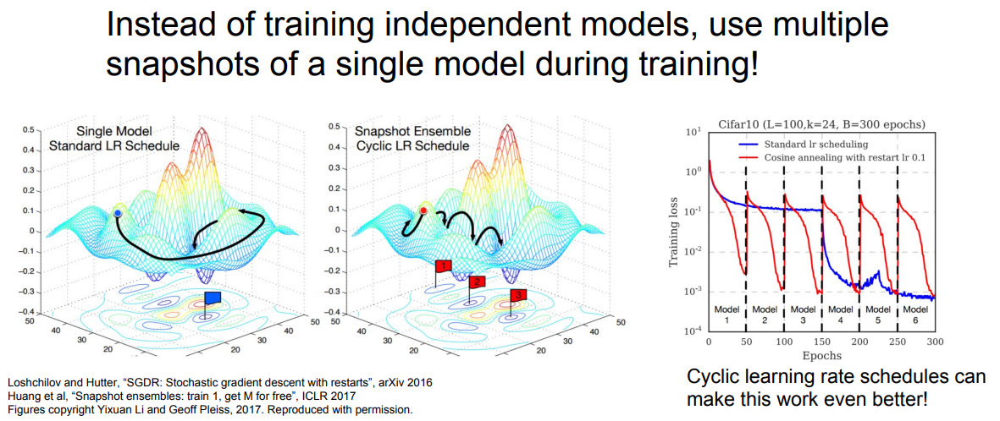 Instead of training independent models, use multiple
snapshots of a single model during training!
Single Model
Standard LR Schedule
0.5
0.4
0.3
0.2
0.1
0
−0.1
−0.2
−0.3
−0.4
50
40
30
20
20
30
40
50
Snapshot Ensemble
Cyclic LR Schedule
0.5
0.4
0.3
0.2
0.1
0
−0.1
−0.2
−0.3
−0.4
1
2
3
50
40
30
20
20
30
40
50
Cifar10 (L=100,k=24, B=300 epochs)
Standard lr scheduling
Cosine annealing with restart lr 0.1
Training loss
10¹
10⁰
10⁻¹
10⁻²
10⁻³
10⁻⁴
Model 1
Model 2
Model 3
Model 4
Model 5
Model 6
0 50 100 150 200 250 300
Epochs
Loshchilov and Hutter, “SGDR: Stochastic gradient descent with restarts”, arXiv 2016
Huang et al, “Snapshot ensembles: train 1, get M for free”, ICLR 2017
Figures copyright Yixuan Li and Geoff Pleiss, 2017. Reproduced with permission.
Cyclic learning rate schedules can
make this work even better!